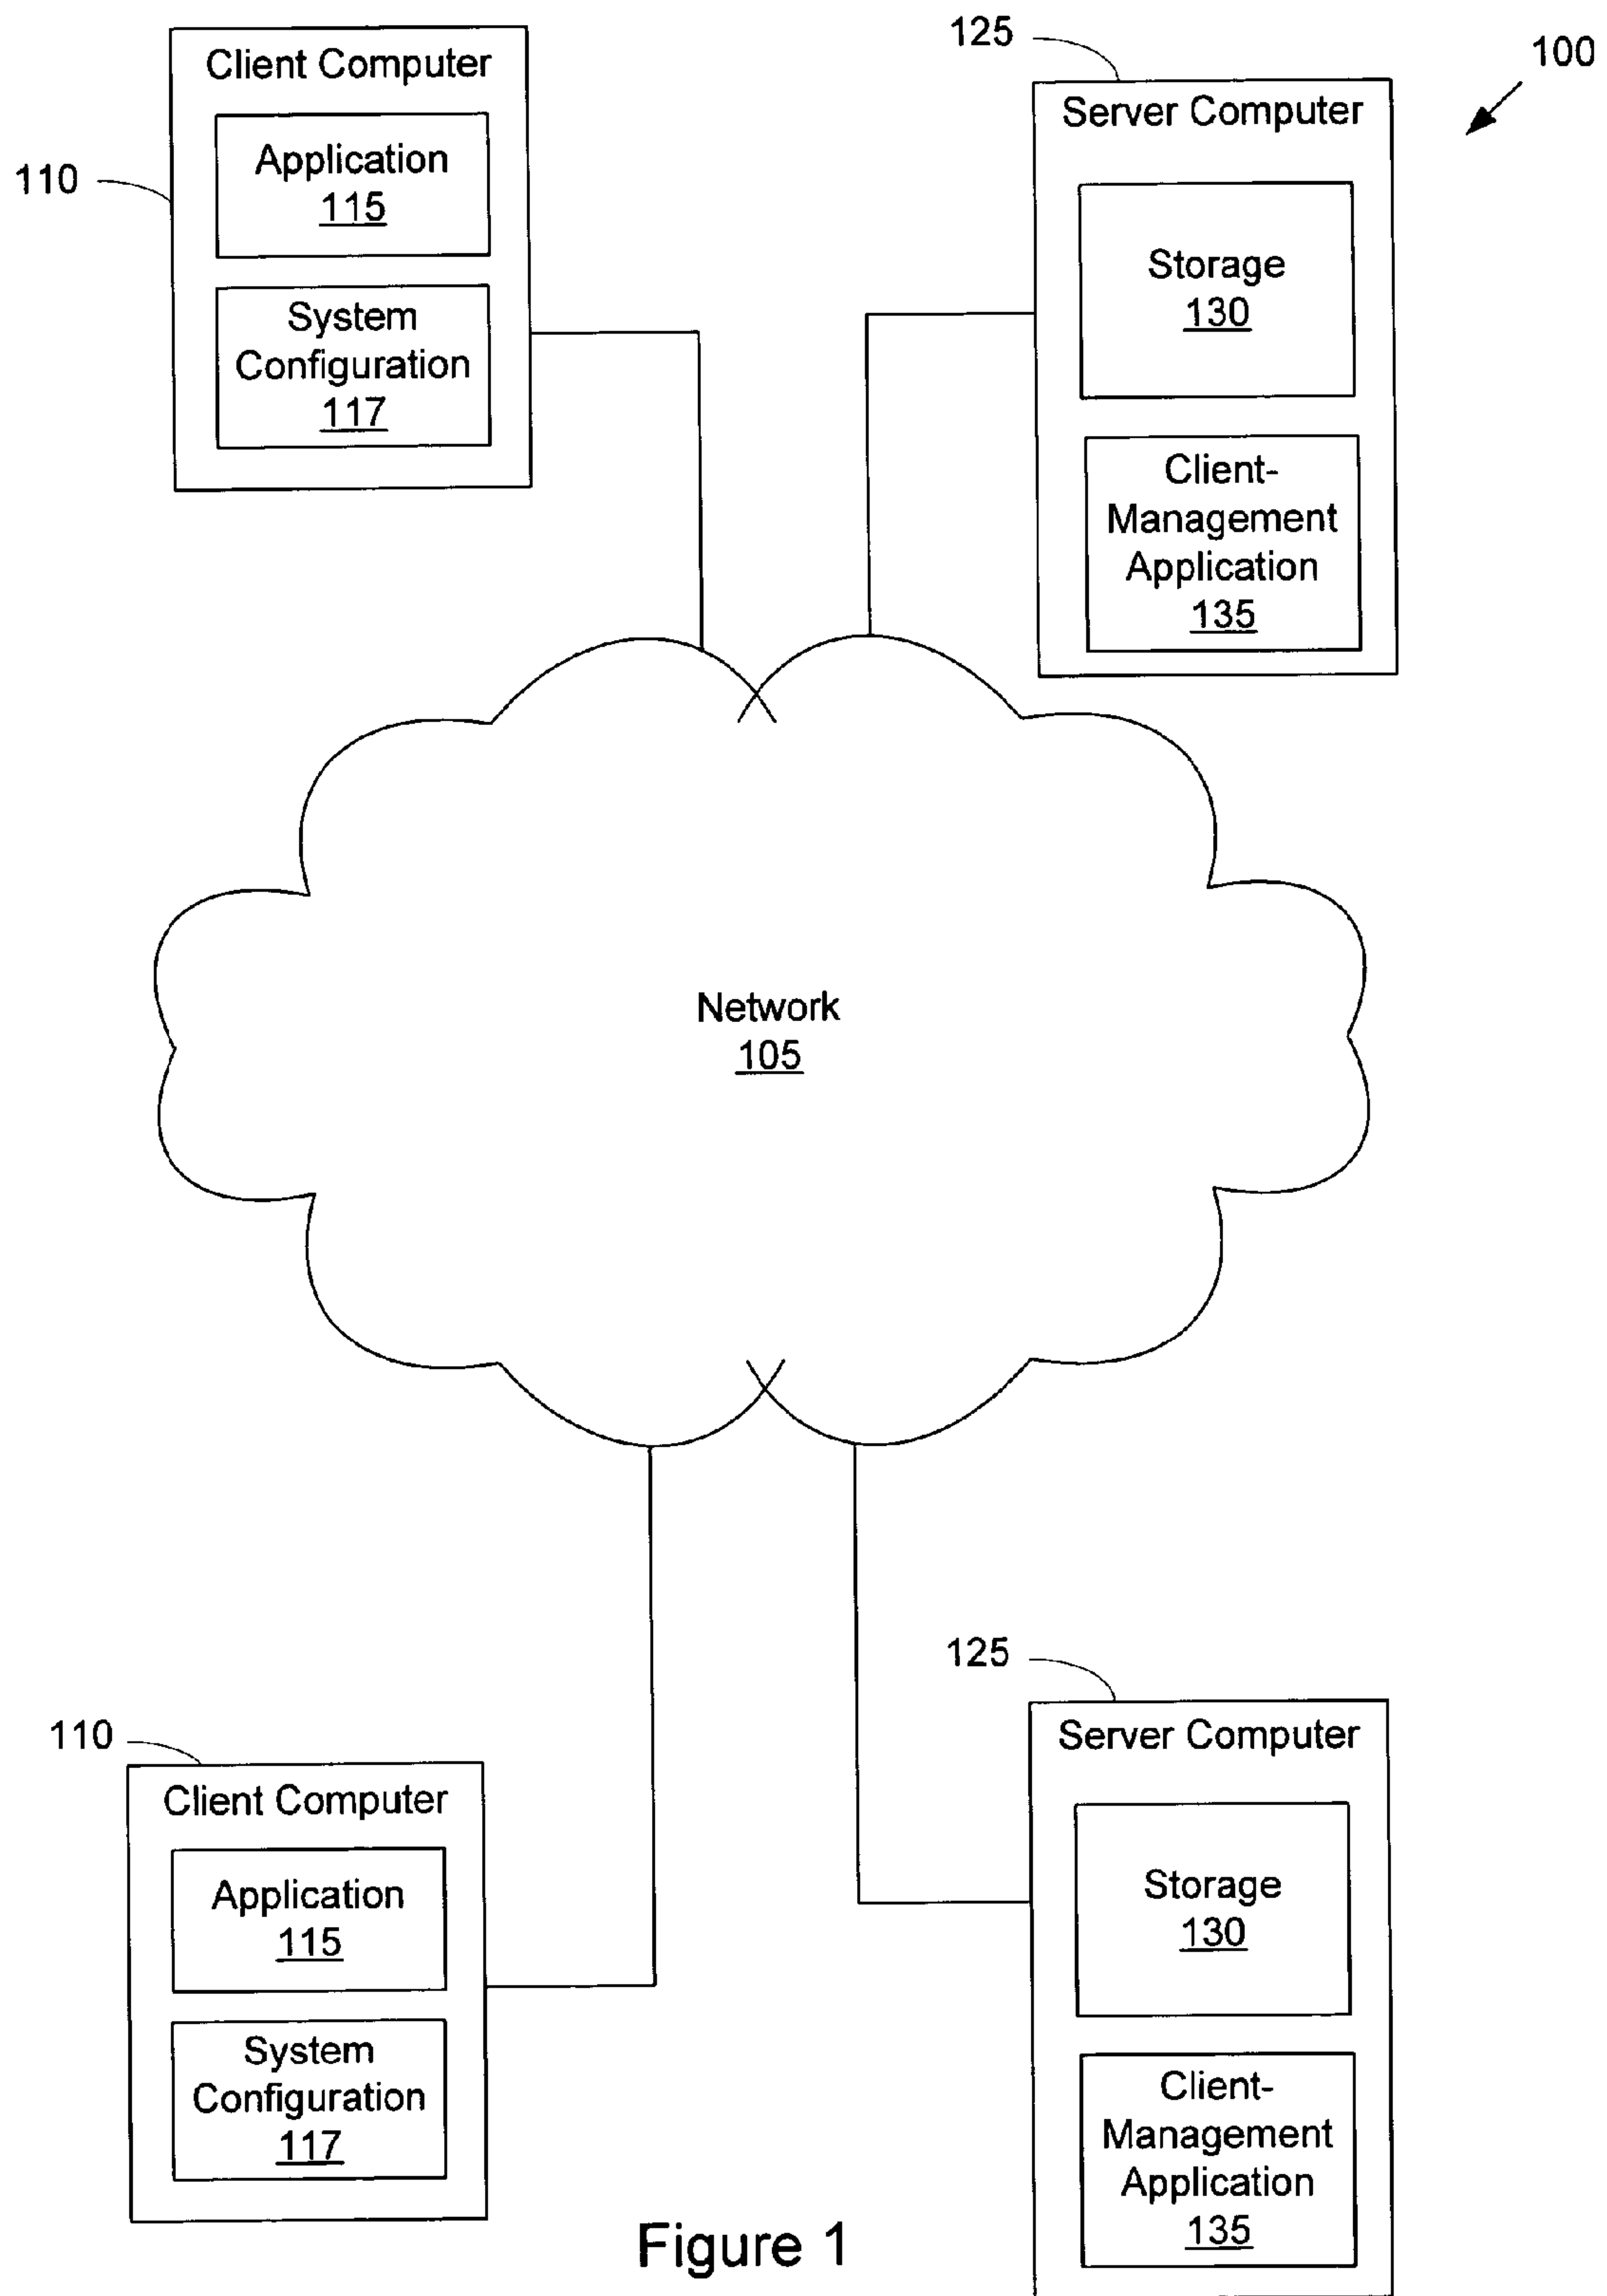 125
100
Client Computer
Server Computer
110
Application
115
System
Configuration
117
Storage
130
Client-
Management
Application
135
Network
105
125
110
Server Computer
Client Computer
Application
115
System
Configuration
117
Storage
130
Client-
Management
Application
135
Figure 1